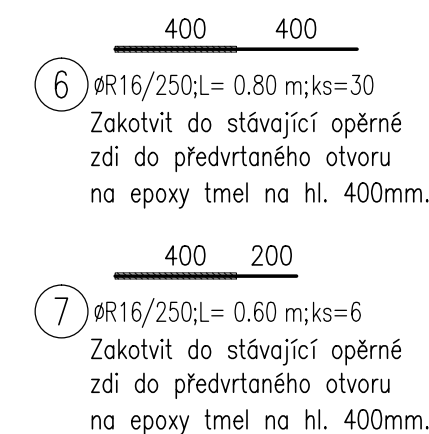 400 400
6 øR16/250;L= 0.80 m;ks=30
Zakotvit do stávající opěrné
zdi do předvrtaného otvoru
na epoxy tmel na hl. 400mm.
400 200
7 øR16/250;L= 0.60 m;ks=6
Zakotvit do stávající opěrné
zdi do předvrtaného otvoru
na epoxy tmel na hl. 400mm.